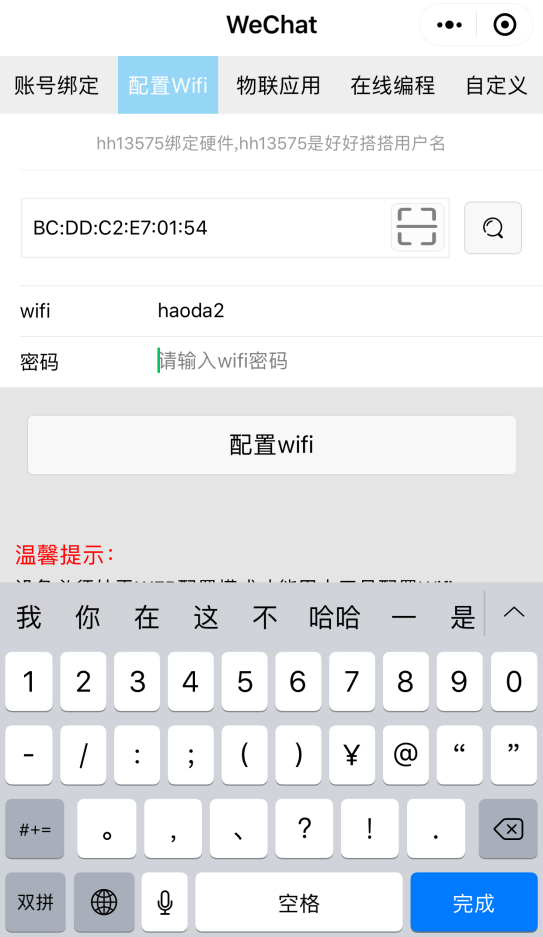 WeChat
账号绑定 配置Wifi 物联应用 在线编程 自定义
hh13575绑定硬件,hh13575是好好搭搭用户名
BC:DD:C2:E7:01:54
wifi haoda2
密码 请输入wifi密码
配置wifi
温馨提示：
我 你 在 这 不 哈哈 一 是
1 2 3 4 5 6 7 8 9 0
- / : ; ( ) ¥ @ “ ”
#+= 。 , 、 ? ! .
双拼 空格 完成